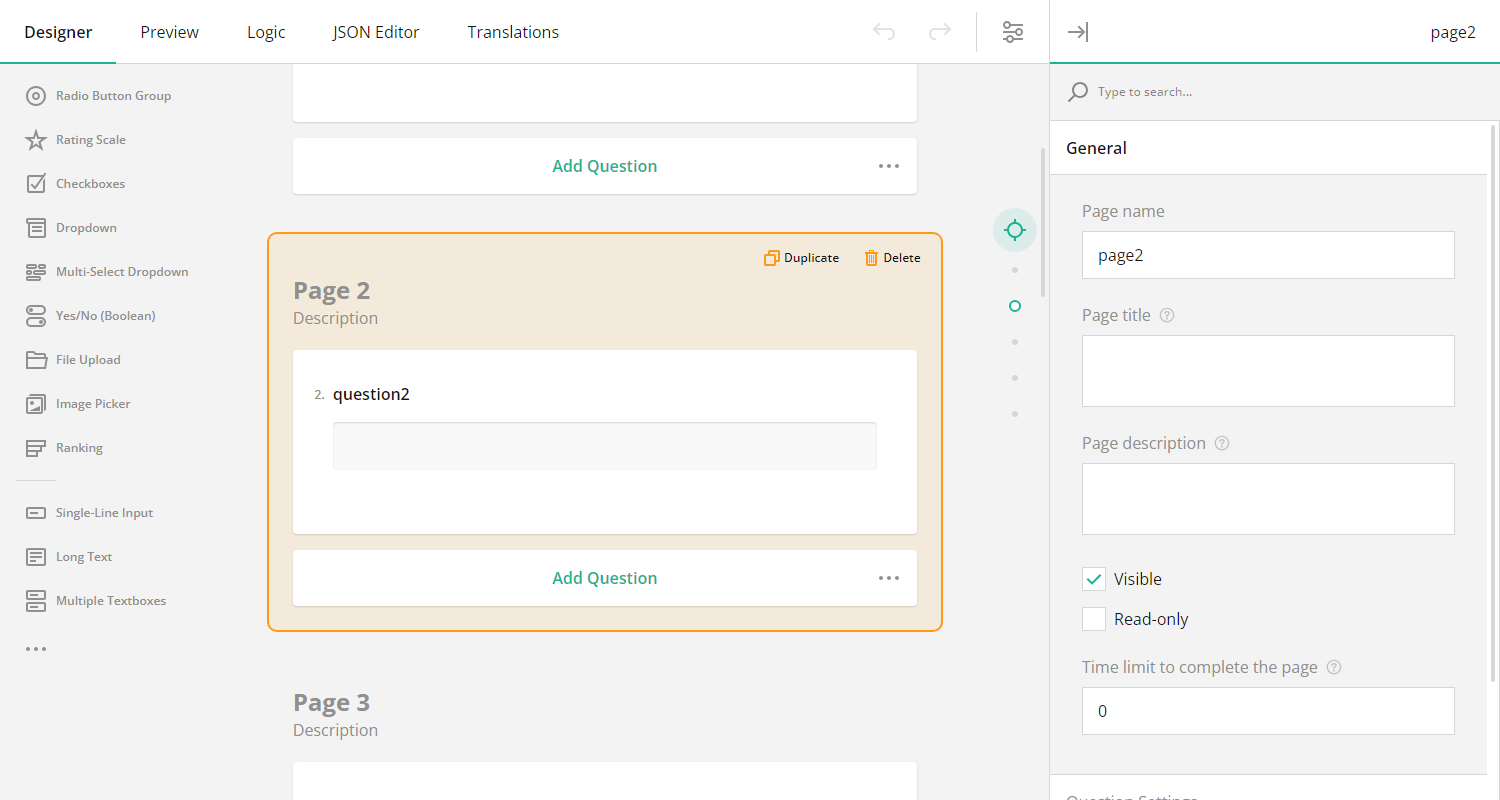 Designer
Preview
Logic
JSON Editor
Translations
page2
Radio Button Group
Rating Scale
Checkboxes
Dropdown
Multi-Select Dropdown
Yes/No (Boolean)
File Upload
Image Picker
Ranking
Single-Line Input
Long Text
Multiple Textboxes
Add Question
Duplicate
Delete
Page 2
Description
2. question2
Add Question
Page 3
Description
Type to search...
General
Page name
page2
Page title
Page description
Visible
Read-only
Time limit to complete the page
0
Question Settings